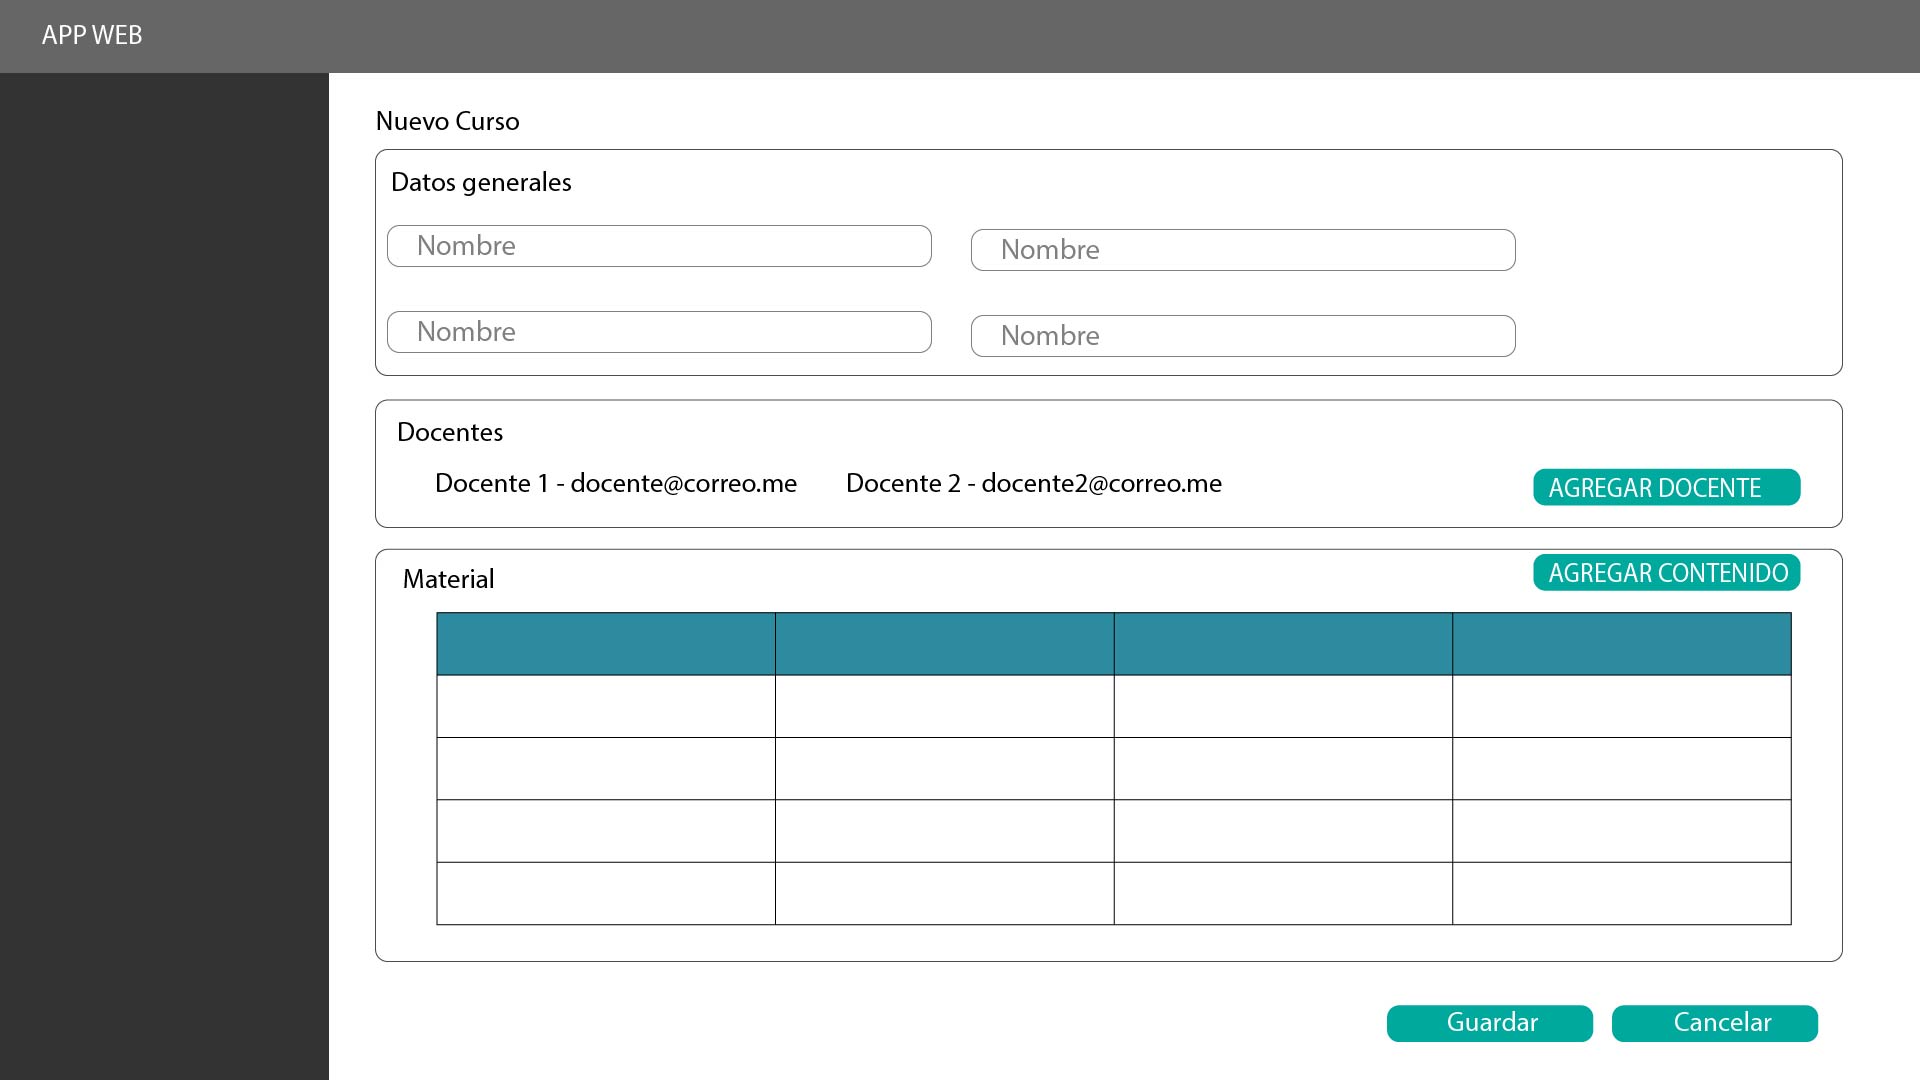 APP WEB
Nuevo Curso
Datos generales
Nombre
Nombre
Nombre
Nombre
Docentes
Docente 1 - docente@correo.me
Docente 2 - docente2@correo.me
AGREGAR DOCENTE
Material
AGREGAR CONTENIDO
Guardar
Cancelar